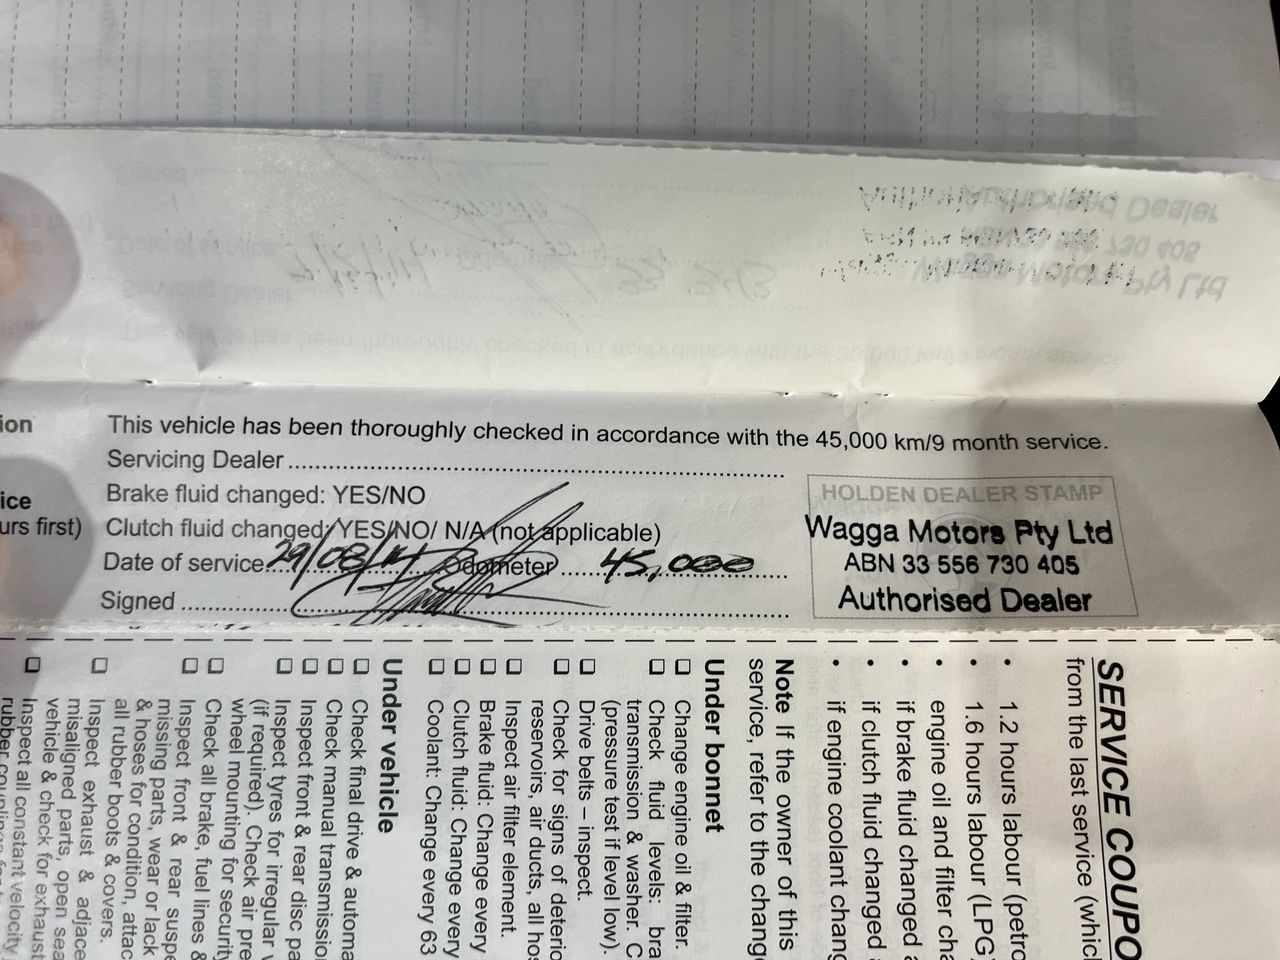 ion
ice
urs first)
This vehicle has been thoroughly checked in accordance with the 45,000 km/9 month service.
Servicing Dealer
Brake fluid changed: YES/NO
Clutch fluid changed: YES/NO/ N/A (not applicable)
Date of service 29/08/14 Odometer 45,000
Signed
HOLDEN DEALER STAMP
Wagga Motors Pty Ltd
ABN 33 556 730 405
Authorised Dealer
SERVICE COUPO
from the last service (which
• 1.2 hours labour (petro
• 1.6 hours labour (LPG)
• engine oil and filter cha
• if brake fluid changed a
• if clutch fluid changed a
• if engine coolant chang
Note If the owner of this
service, refer to the change
Under bonnet
☐ Change engine oil & filter.
☐ Check fluid levels: bra
transmission & washer. C
(pressure test if level low).
☐ Drive belts – inspect.
☐ Check for signs of deterio
reservoirs, air ducts, all hos
☐ Inspect air filter element.
☐ Brake fluid: Change every
☐ Clutch fluid: Change every
☐ Coolant: Change every 63
Under vehicle
☐ Check final drive & automa
☐ Check manual transmission
☐ Inspect front & rear disc pa
☐ Inspect tyres for irregular w
(if required). Check air pre
wheel mounting for security
☐ Check all brake, fuel lines &
☐ Inspect front & rear suspe
missing parts, wear or lack
& hoses for condition, attac
all rubber boots & covers.
☐ Inspect exhaust & adjace
misaligned parts, open sea
vehicle & check for exhaust
☐ Inspect all constant velocity